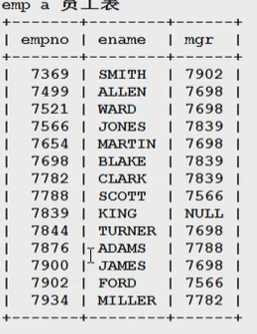 emp a 员工表
+-------+--------+------+
| empno | ename | mgr |
+-------+--------+------+
| 7369 | SMITH | 7902 |
| 7499 | ALLEN | 7698 |
| 7521 | WARD | 7698 |
| 7566 | JONES | 7839 |
| 7654 | MARTIN | 7698 |
| 7698 | BLAKE | 7839 |
| 7782 | CLARK | 7839 |
| 7788 | SCOTT | 7566 |
| 7839 | KING | NULL |
| 7844 | TURNER | 7698 |
| 7876 | ADAMS | 7788 |
| 7900 | JAMES | 7698 |
| 7902 | FORD | 7566 |
| 7934 | MILLER | 7782 |
+-------+--------+------+